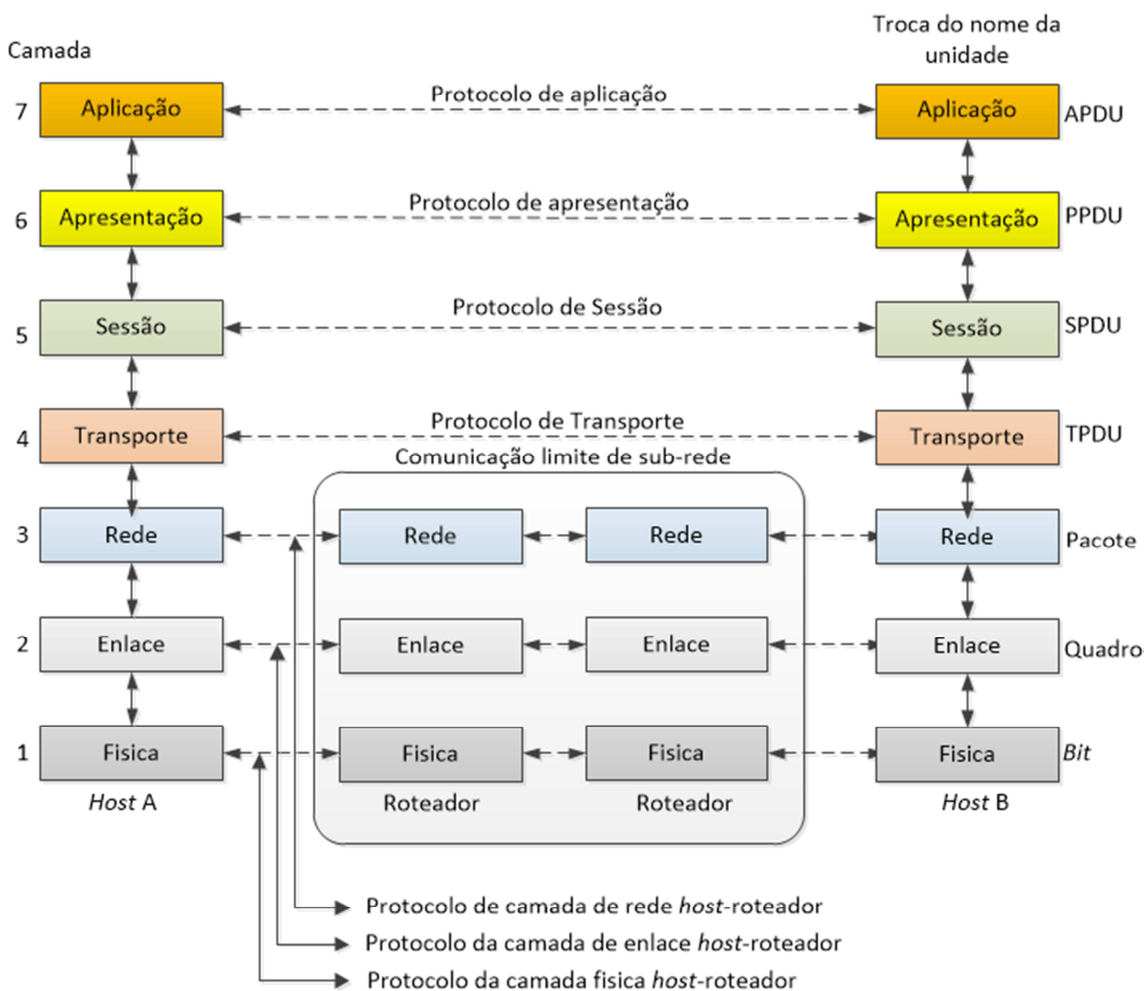 Camada
Troca do nome da
unidade
7
Aplicação
Protocolo de aplicação
Aplicação
APDU
6
Apresentação
Protocolo de apresentação
Apresentação
PPDU
5
Sessão
Protocolo de Sessão
Sessão
SPDU
4
Transporte
Protocolo de Transporte
Transporte
TPDU
Comunicação limite de sub-rede
3
Rede
Rede
Rede
Rede
Pacote
2
Enlace
Enlace
Enlace
Enlace
Quadro
1
Fisica
Fisica
Fisica
Fisica
Bit
Host A
Roteador
Roteador
Host B
Protocolo de camada de rede host-roteador
Protocolo da camada de enlace host-roteador
Protocolo da camada fisica host-roteador